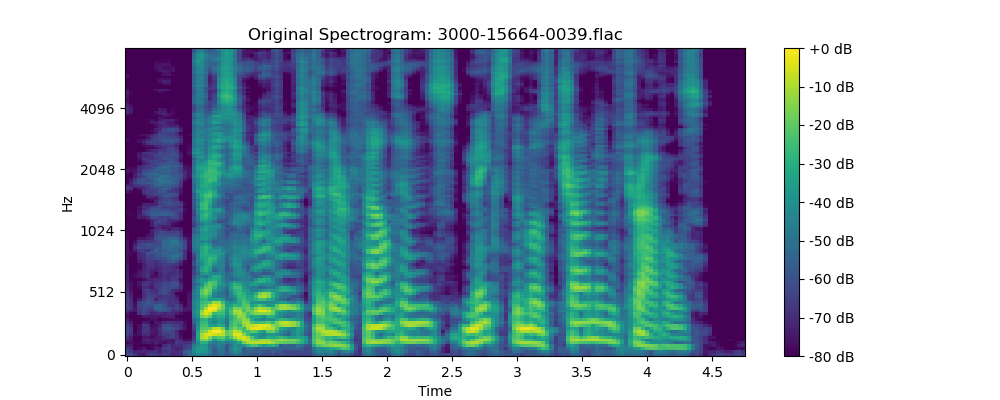 Original Spectrogram: 3000-15664-0039.flac
+0 dB
4096
-10 dB
-20 dB
2048
-30 dB
Hz
-40 dB
1024
-50 dB
512
-60 dB
-70 dB
0
-80 dB
0 0.5 1 1.5 2 2.5 3 3.5 4 4.5
Time